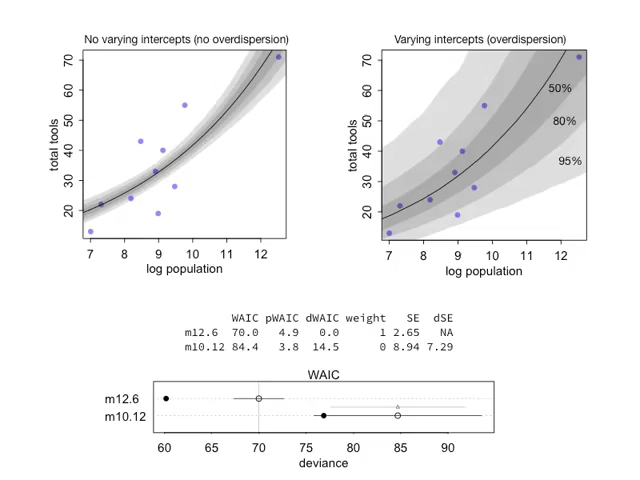 No varying intercepts (no overdispersion)
total tools
70
60
50
40
30
20
7 8 9 10 11 12
log population
Varying intercepts (overdispersion)
total tools
70
60
50
40
30
20
50%
80%
95%
7 8 9 10 11 12
log population
WAIC pWAIC dWAIC weight SE dSE
m12.6 70.0 4.9 0.0 1 2.65 NA
m10.12 84.4 3.8 14.5 0 8.94 7.29
WAIC
m12.6
m10.12
60 65 70 75 80 85 90
deviance